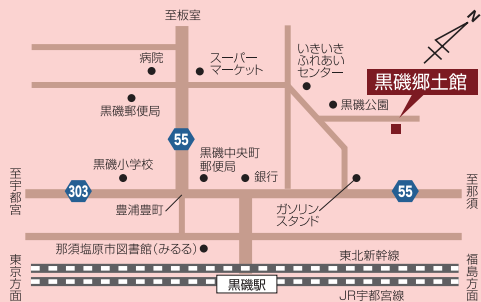 至板室
N
病院
スーパー
マーケット
いきいき
ふれあい
センター
黒磯郷土館
黒磯郵便局
黒磯公園
55
黒磯小学校
黒磯中央町
郵便局
銀行
至宇都宮
303
豊浦豊町
ガソリン
スタンド
55
至那須
那須塩原市図書館(みるる)
東北新幹線
東京方面
黒磯駅
福島方面
JR宇都宮線